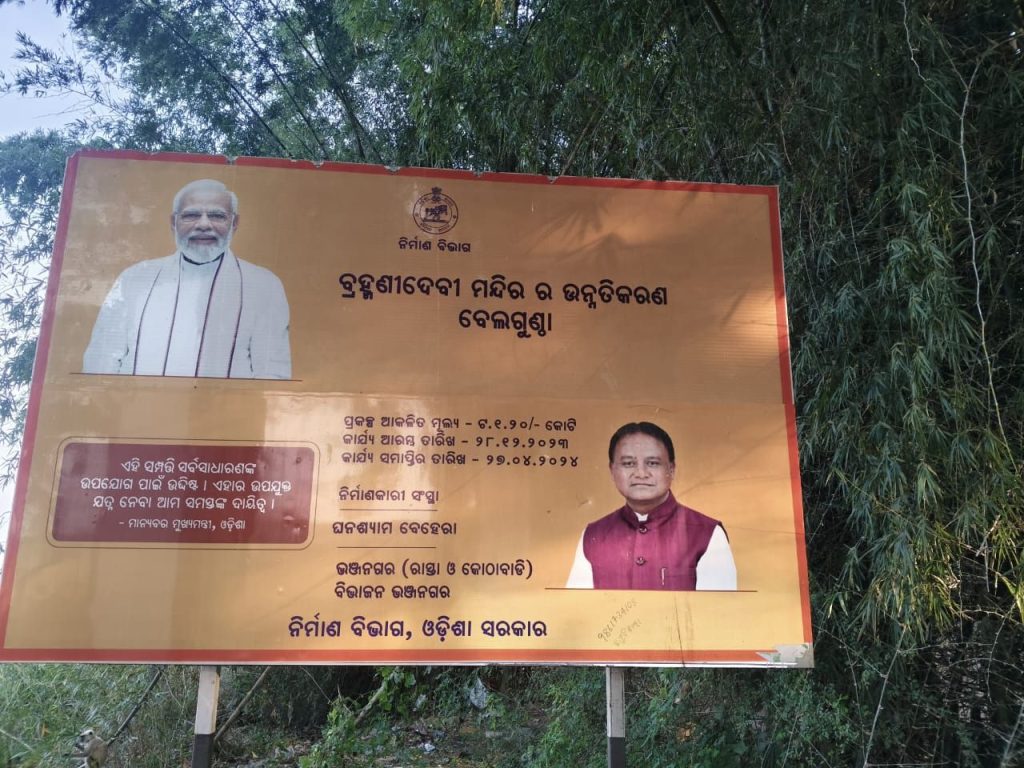 ନିର୍ମାଣ ବିଭାଗ
ବ୍ରହ୍ମଣୀଦେବୀ ମନ୍ଦିର ର ଉନ୍ନତିକରଣ
ବେଲଗୁଣ୍ଠା
ପ୍ରକଳ୍ପ ଆକଳିତ ମୂଲ୍ୟ - ଟ.୧.୨୦/- କୋଟି
କାର୍ଯ୍ୟ ଆରମ୍ଭ ତାରିଖ - ୨୮.୧୨.୨୦୨୩
କାର୍ଯ୍ୟ ସମାପ୍ତିର ତାରିଖ - ୨୭.୦୪.୨୦୨୪
ଏହି ସମ୍ପତ୍ତି ସର୍ବସାଧାରଣଙ୍କ
ଉପଯୋଗ ପାଇଁ ଉଦ୍ଦିଷ୍ଟ । ଏହାର ଉପଯୁକ୍ତ
ଯତ୍ନ ନେବା ଆମ ସମସ୍ତଙ୍କ ଦାୟିତ୍ୱ ।
- ମାନ୍ୟବର ମୁଖ୍ୟମନ୍ତ୍ରୀ, ଓଡ଼ିଶା
ନିର୍ମାଣକାରୀ ସଂସ୍ଥା
ଘନଶ୍ୟାମ ବେହେରା
ଭଞ୍ଜନଗର (ରାସ୍ତା ଓ କୋଠାବାଡି)
ବିଭାଜନ ଭଞ୍ଜନଗର
ନିର୍ମାଣ ବିଭାଗ, ଓଡ଼ିଶା ସରକାର